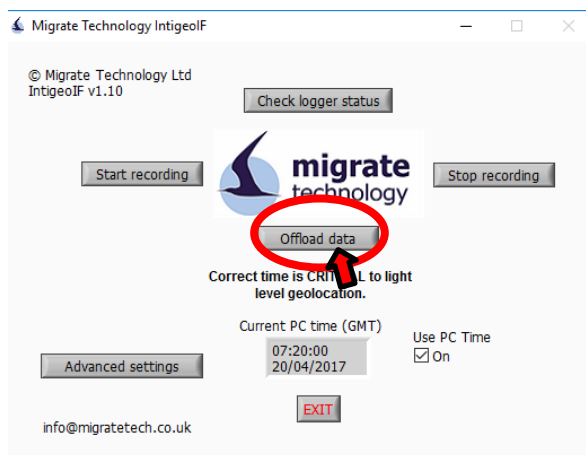 Migrate Technology IntigeoIF
© Migrate Technology Ltd
IntigeoIF v1.10
Check logger status
Start recording
migrate
technology
Stop recording
Offload data
Correct time is CRITICAL to light
level geolocation.
Current PC time (GMT)
07:20:00
20/04/2017
Use PC Time
On
Advanced settings
EXIT
info@migratetech.co.uk